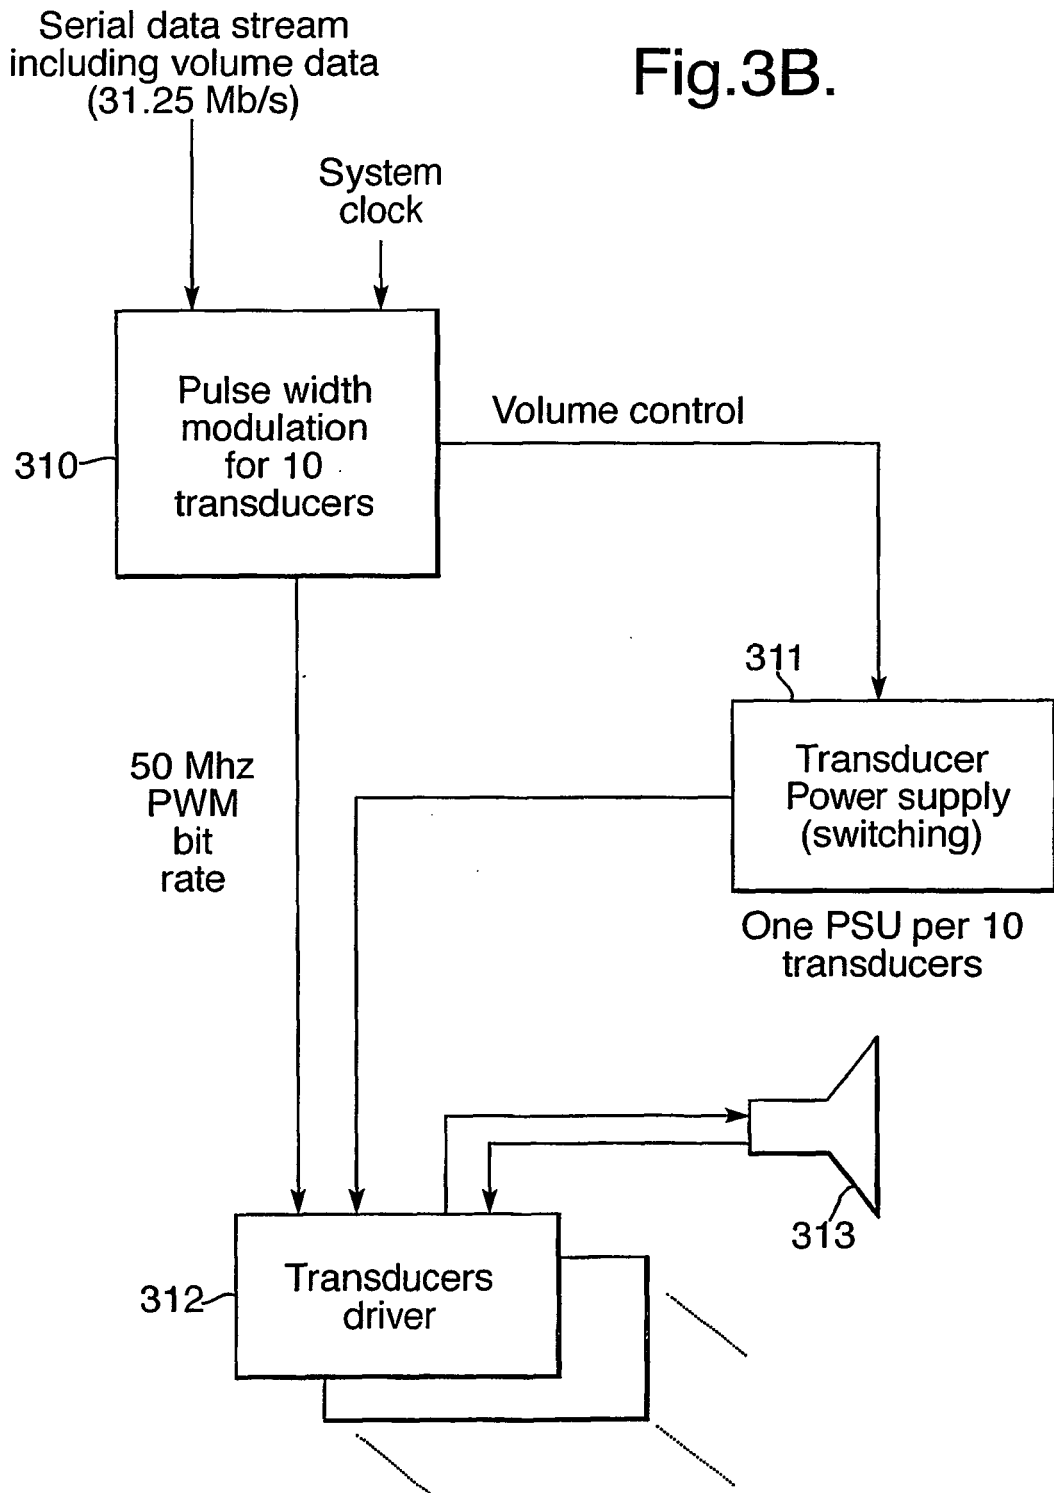 Serial data stream
including volume data
(31.25 Mb/s)
Fig.3B.
System
clock
Pulse width
modulation
for 10
transducers
310
Volume control
311
Transducer
Power supply
(switching)
50 Mhz
PWM
bit
rate
One PSU per 10
transducers
313
312
Transducers
driver